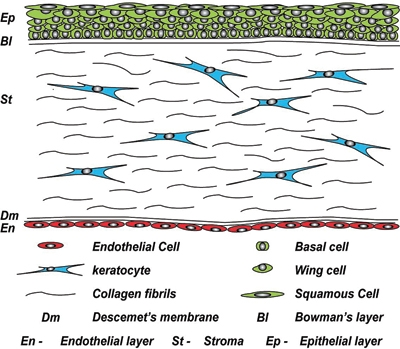 Ep
Bl
St
Dm
En
Endothelial Cell Basal cell
keratocyte Wing cell
Collagen fibrils Squamous Cell
Dm Descemet's membrane Bl Bowman's layer
En - Endothelial layer St - Stroma Ep - Epithelial layer